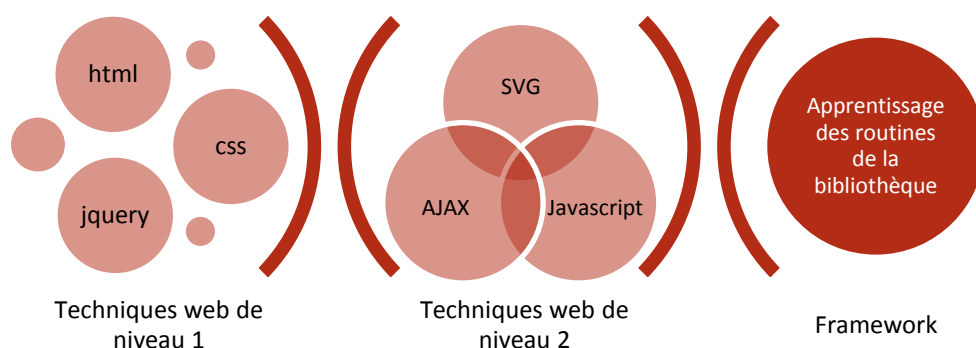 html
css
jquery
Techniques web de
niveau 1
SVG
AJAX
Javascript
Techniques web de
niveau 2
Apprentissage
des routines
de la
bibliothèque
Framework